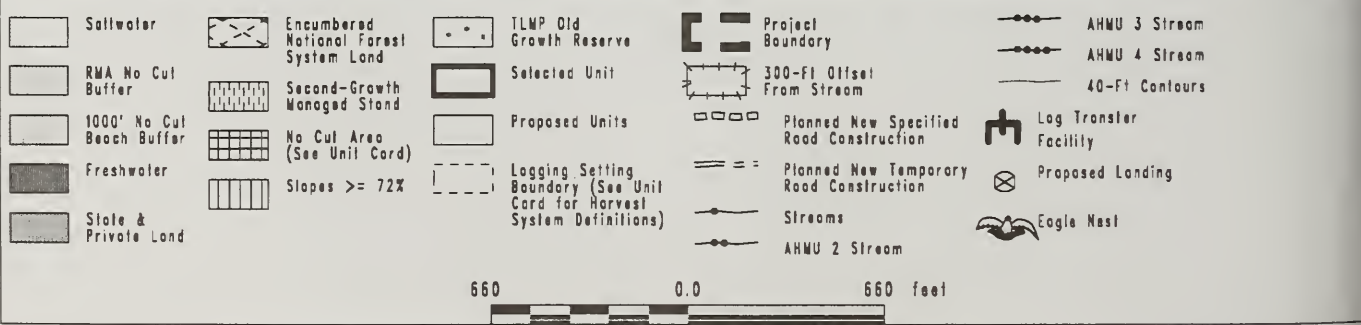 Saltwater
RMA No Cut
Buffer
1000' No Cut
Beach Buffer
Freshwater
State &
Private Land
Encumbered
National Forest
System Land
Second-Growth
Managed Stand
No Cut Area
(See Unit Card)
Slopes >= 72%
TLMP Old
Growth Reserve
Selected Unit
Proposed Units
Logging Setting
Boundary (See Unit
Card for Harvest
System Definitions)
Project
Boundary
300-Ft Offset
From Stream
Planned New Specified
Road Construction
Planned New Temporary
Road Construction
Streams
AHMU 2 Stream
AHMU 3 Stream
AHMU 4 Stream
40-Ft Contours
Log Transfer
Facility
Proposed Landing
Eagle Nest
660 0.0 660 feet